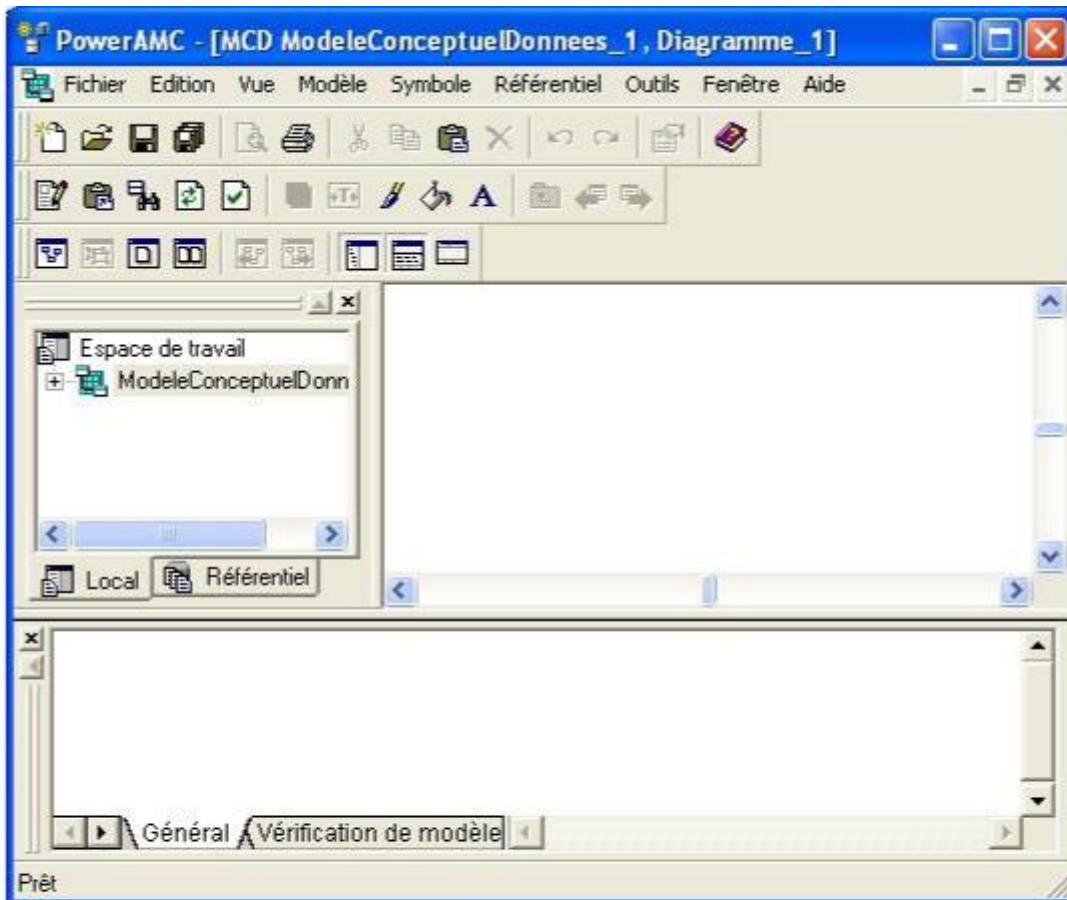 PowerAMC - [MCD ModeleConceptuelDonnees_1, Diagramme_1]
Fichier Edition Vue Modèle Symbole Référentiel Outils Fenêtre Aide
Espace de travail
ModeleConceptuelDonn
Local Référentiel
Général Vérification de modèle
Prêt